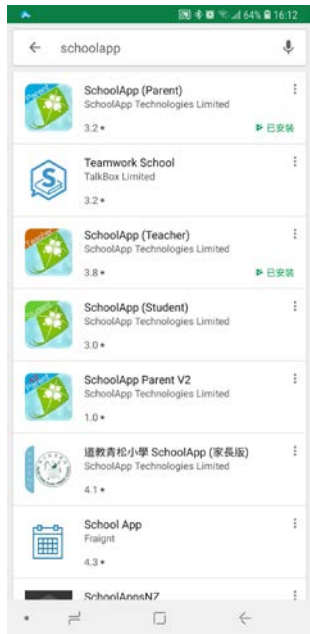 64% 16:12
schoolapp
SchoolApp (Parent)
SchoolApp Technologies Limited
3.2★
已安裝
Teamwork School
TalkBox Limited
3.2★
SchoolApp (Teacher)
SchoolApp Technologies Limited
3.8★
已安裝
SchoolApp (Student)
SchoolApp Technologies Limited
3.0★
SchoolApp Parent V2
SchoolApp Technologies Limited
1.0★
道教青松小學 SchoolApp (家長版)
SchoolApp Technologies Limited
4.1★
School App
Fraignt
4.3★
SchoolAppsNZ